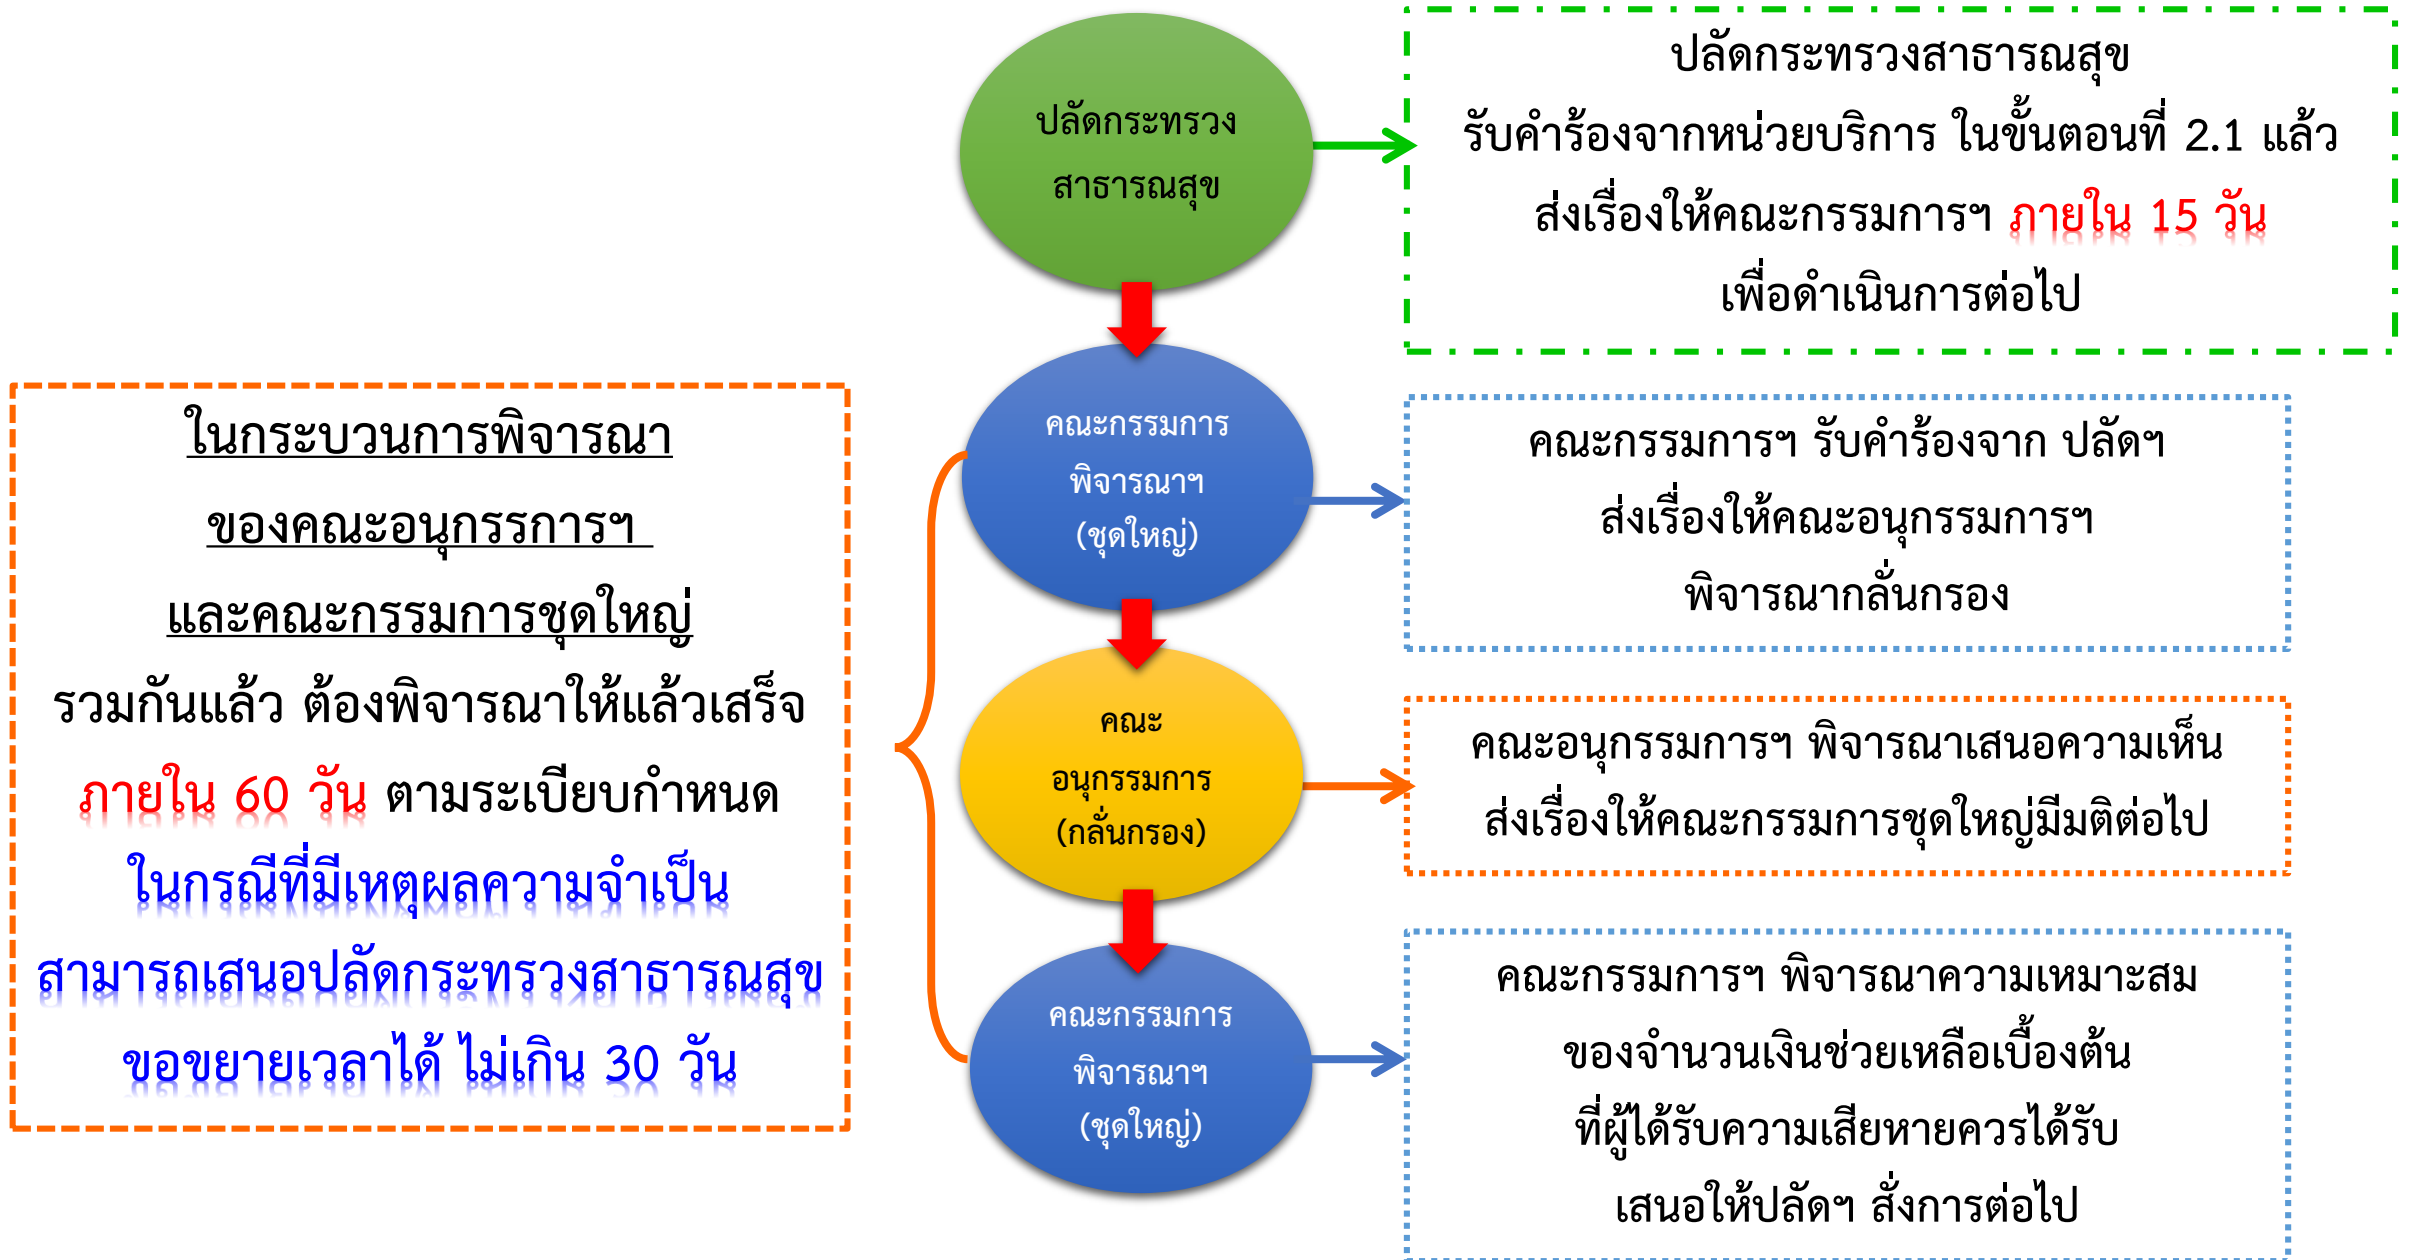 ปลัดกระทรวง
สาธารณสุข
ปลัดกระทรวงสาธารณสุข
รับคำร้องจากหน่วยบริการ ในขั้นตอนที่ 2.1 แล้ว
ส่งเรื่องให้คณะกรรมการฯ ภายใน 15 วัน
เพื่อดำเนินการต่อไป
ในกระบวนการพิจารณา
ของคณะอนุกรรการฯ
และคณะกรรมการชุดใหญ่
รวมกันแล้ว ต้องพิจารณาให้แล้วเสร็จ
ภายใน 60 วัน ตามระเบียบกำหนด
ในกรณีที่มีเหตุผลความจำเป็น
สามารถเสนอปลัดกระทรวงสาธารณสุข
ขอขยายเวลาได้ ไม่เกิน 30 วัน
คณะกรรมการ
พิจารณาฯ
(ชุดใหญ่)
คณะกรรมการฯ รับคำร้องจาก ปลัดฯ
ส่งเรื่องให้คณะอนุกรรมการฯ
พิจารณากลั่นกรอง
คณะ
อนุกรรมการ
(กลั่นกรอง)
คณะอนุกรรมการฯ พิจารณาเสนอความเห็น
ส่งเรื่องให้คณะกรรมการชุดใหญ่มีมติต่อไป
คณะกรรมการ
พิจารณาฯ
(ชุดใหญ่)
คณะกรรมการฯ พิจารณาความเหมาะสม
ของจำนวนเงินช่วยเหลือเบื้องต้น
ที่ผู้ได้รับความเสียหายควรได้รับ
เสนอให้ปลัดฯ สั่งการต่อไป